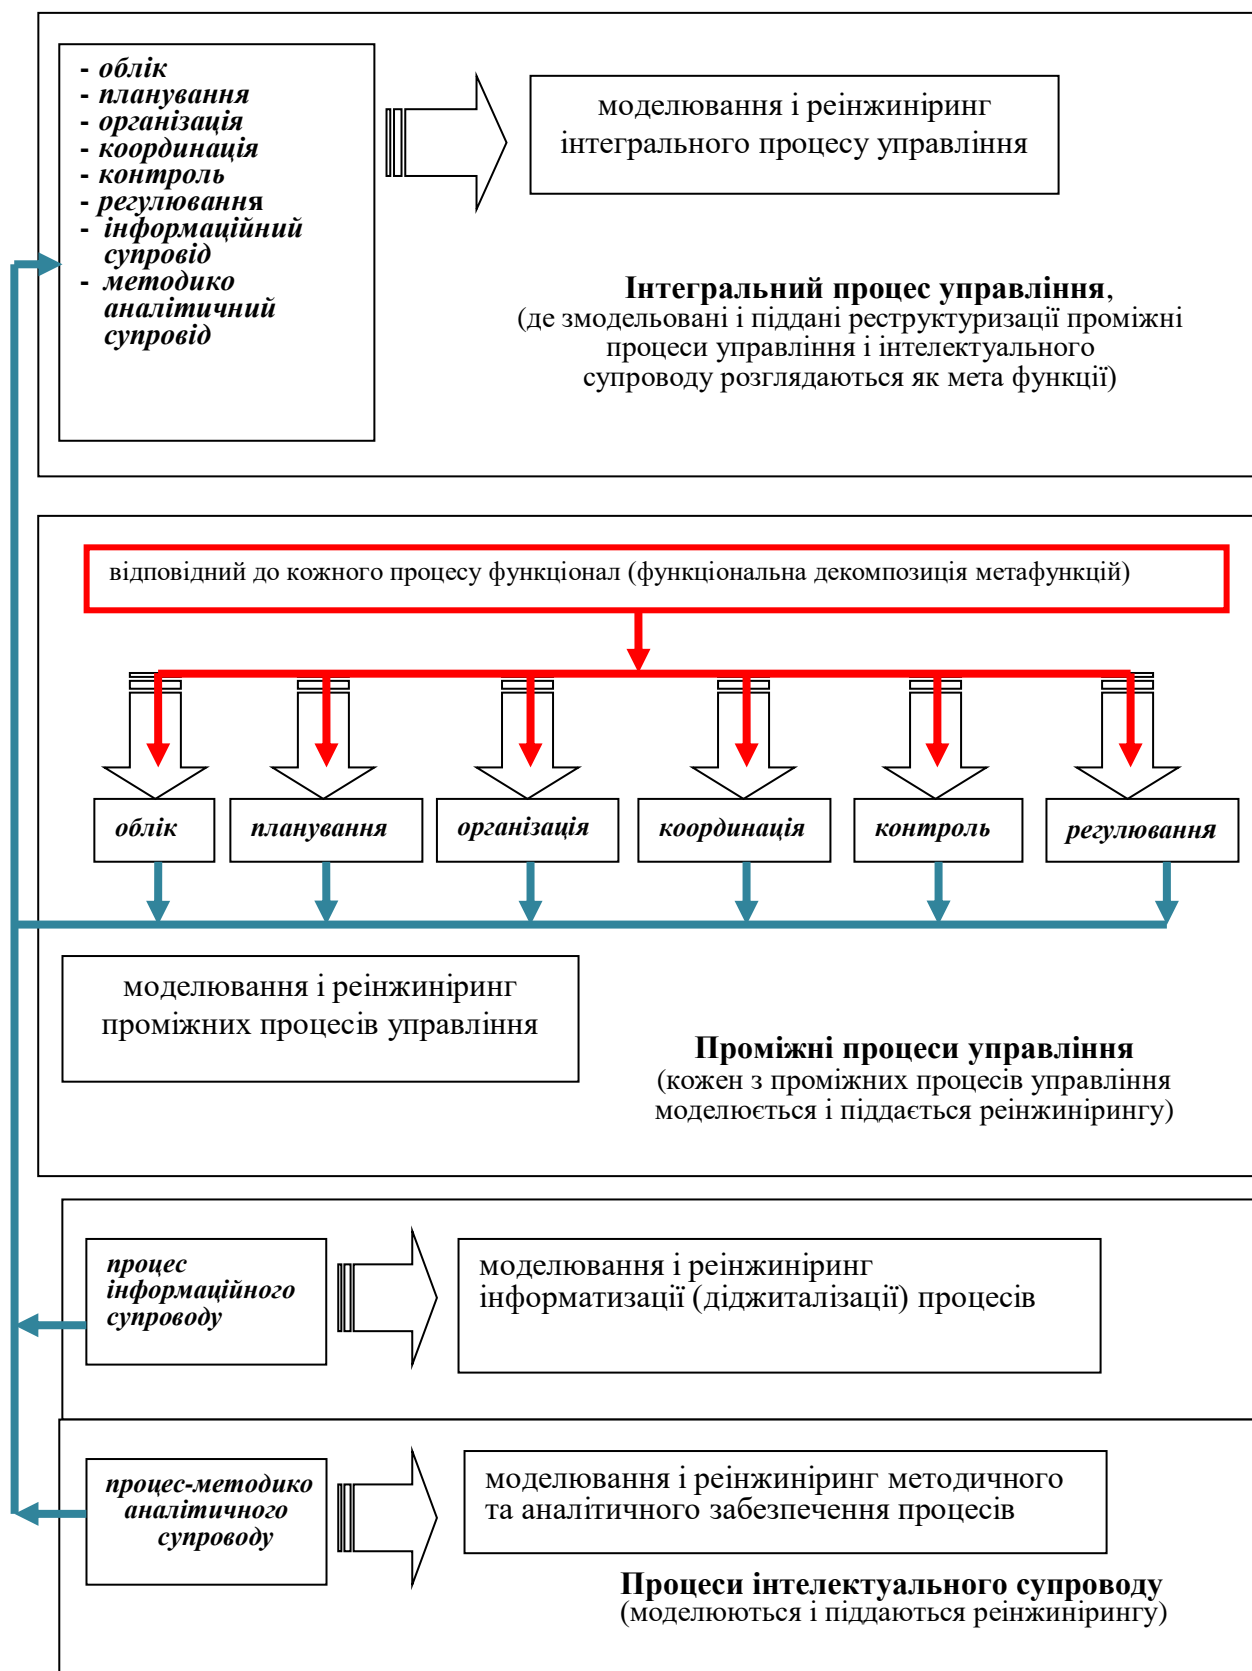 - облік
- планування
- організація
- координація
- контроль
- регулювання
- інформаційний
супровід
- методико
аналітичний
супровід
моделювання і реінжиніринг
інтегрального процесу управління
Інтегральний процес управління,
(де змодельовані і піддані реструктуризації проміжні
процеси управління і інтелектуального
супроводу розглядаються як мета функції)
відповідний до кожного процесу функціонал (функціональна декомпозиція метафункцій)
облік
планування
організація
координація
контроль
регулювання
моделювання і реінжиніринг
проміжних процесів управління
Проміжні процеси управління
(кожен з проміжних процесів управління
моделюється і піддається реінжинірингу)
процес
інформаційного
супроводу
моделювання і реінжиніринг
інформатизації (діджиталізації) процесів
процес-методико
аналітичного
супроводу
моделювання і реінжиніринг методичного
та аналітичного забезпечення процесів
Процеси інтелектуального супроводу
(моделюються і піддаються реінжинірингу)